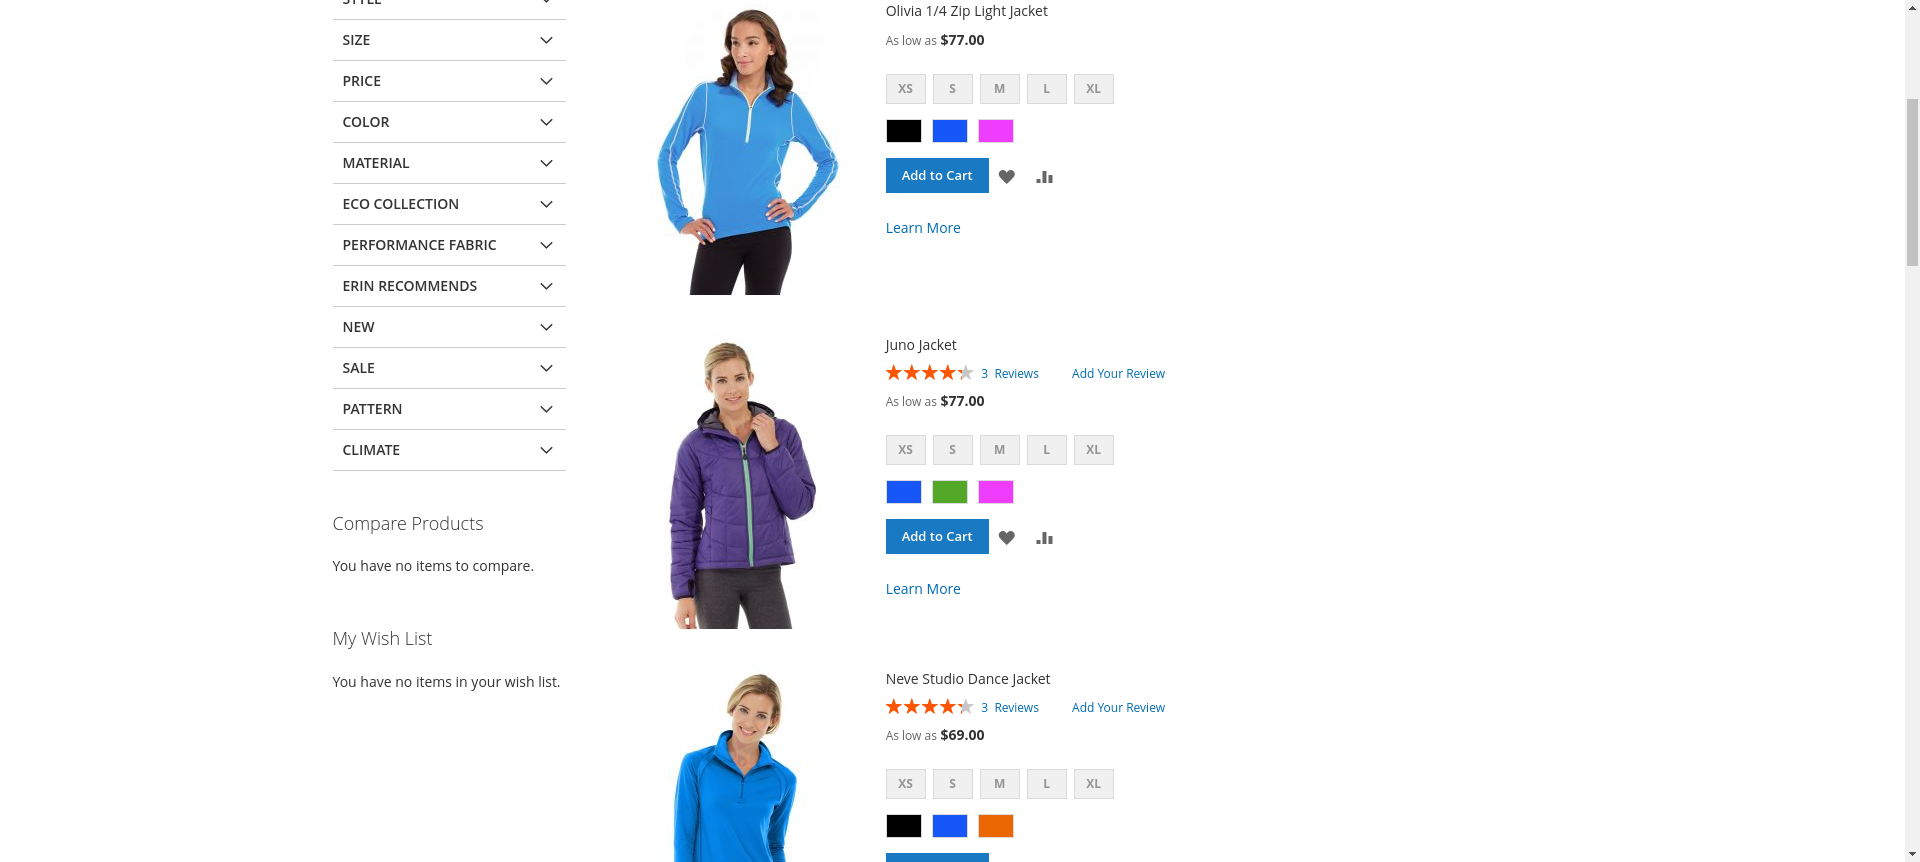 STYLE
SIZE
PRICE
COLOR
MATERIAL
ECO COLLECTION
PERFORMANCE FABRIC
ERIN RECOMMENDS
NEW
SALE
PATTERN
CLIMATE
Compare Products
You have no items to compare.
My Wish List
You have no items in your wish list.
Olivia 1/4 Zip Light Jacket
As low as $77.00
XS S M L XL
Add to Cart
Learn More
Juno Jacket
3 Reviews Add Your Review
As low as $77.00
XS S M L XL
Add to Cart
Learn More
Neve Studio Dance Jacket
3 Reviews Add Your Review
As low as $69.00
XS S M L XL